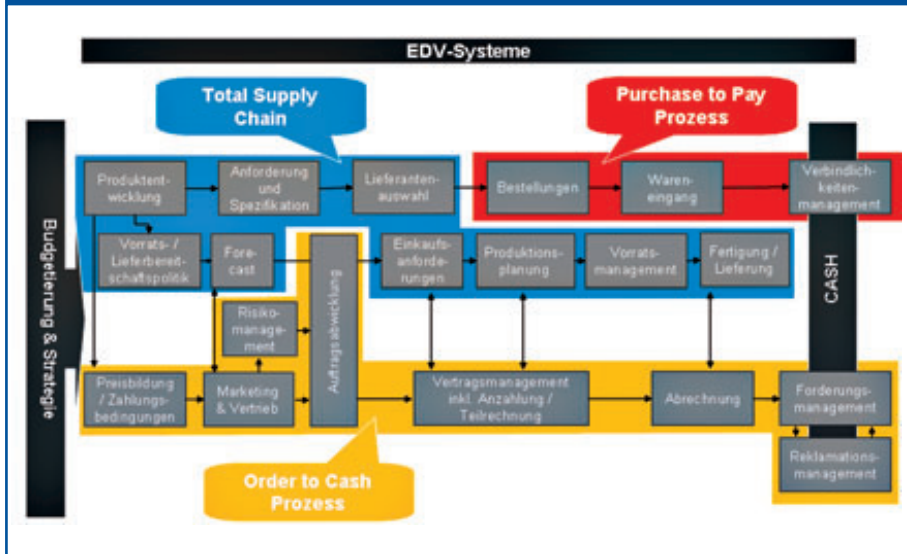 EDV-Systeme
Total Supply
Chain
Purchase to Pay
Prozess
Budgetierung & Strategie
Produktent-
wicklung
Anforderung
und
Spezifikation
Lieferanten-
auswahl
Bestellungen
Waren-
eingang
Verbindlich-
keiten-
management
Vorrats- /
Lieferbereit-
schaftspolitik
Fore-
cast
Auftragsabwicklung
Einkaufs-
anforde-
rungen
Produktions-
planung
Vorrats-
management
Fertigung /
Lieferung
CASH
Risiko-
manage-
ment
Preisbildung
/ Zahlungs-
bedingungen
Marketing
& Vertrieb
Vertragsmanagement
inkl. Anzahlung /
Teilrechnung
Abrechnung
Forderungs-
management
Reklamations-
management
Order to Cash
Prozess